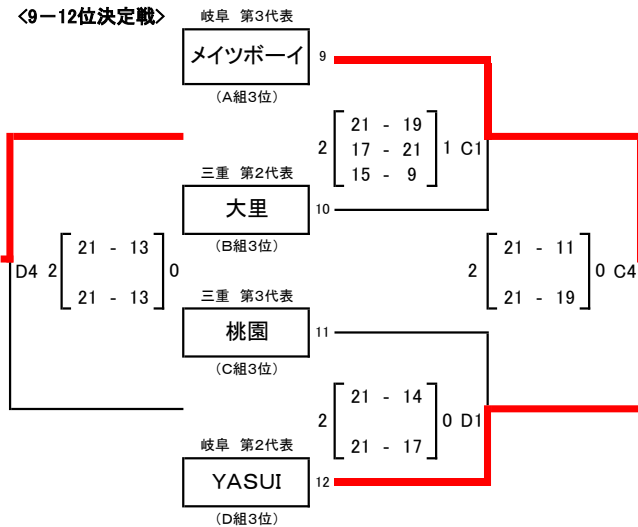 <9－12位決定戦>
岐阜 第3代表
メイツボーイ 9
(A組3位)
21 - 19
2 17 - 21 1 C1
15 - 9
三重 第2代表
大里 10
(B組3位)
21 - 13
D4 2 0
21 - 13
21 - 11
2 0 C4
21 - 19
三重 第3代表
桃園 11
(C組3位)
21 - 14
2 0 D1
21 - 17
岐阜 第2代表
YASUI 12
(D組3位)